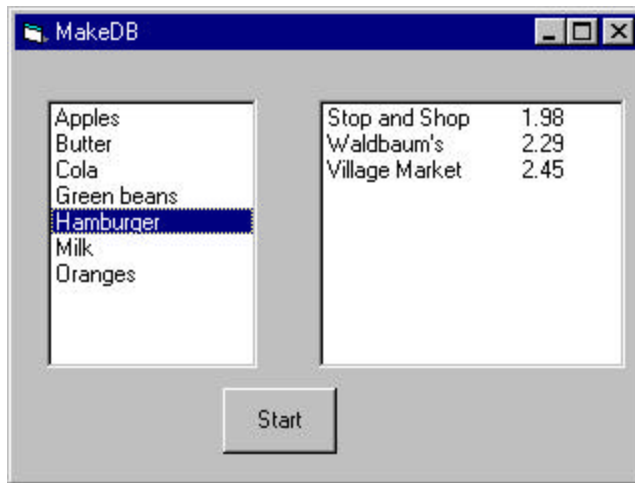 MakeDB
Apples
Butter
Cola
Green beans
Hamburger
Milk
Oranges
Stop and Shop 1.98
Waldbaum's 2.29
Village Market 2.45
Start